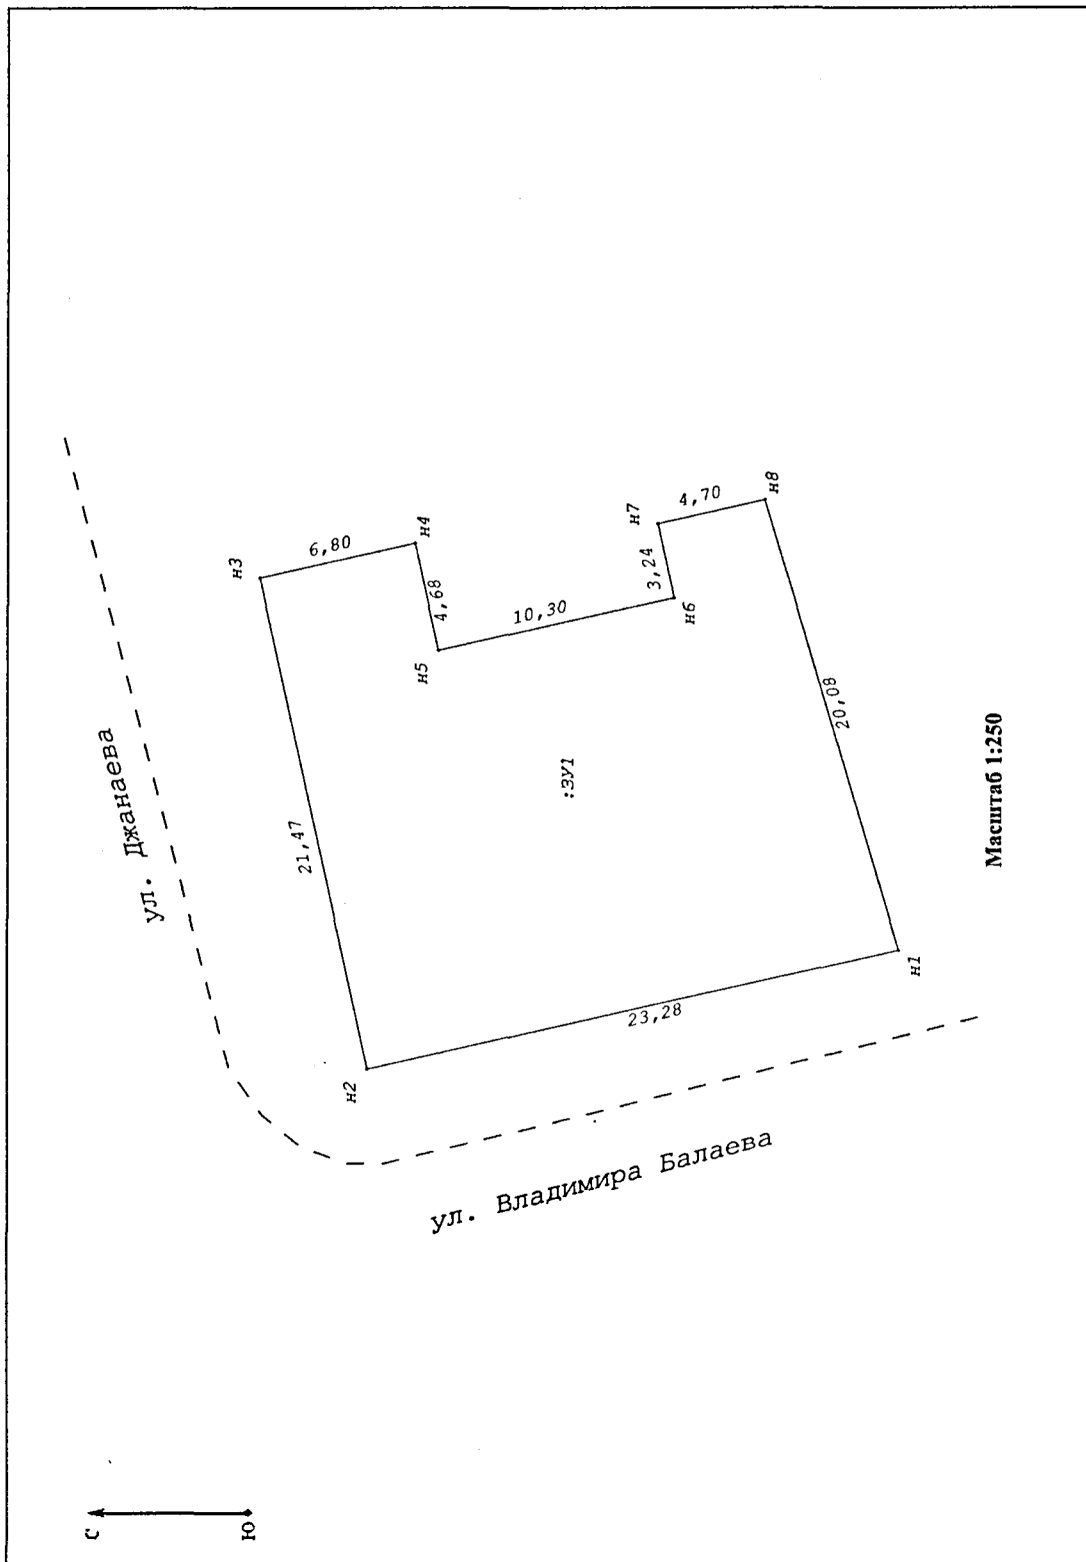 ул. Джанаева
н3
6,80
н4
4,68
н5
21,47
10,30
н7
4,70
н8
3,24
н6
:ЗУ1
20,08
н2
23,28
н1
ул. Владимира Балаева
Масштаб 1:250
С
Ю